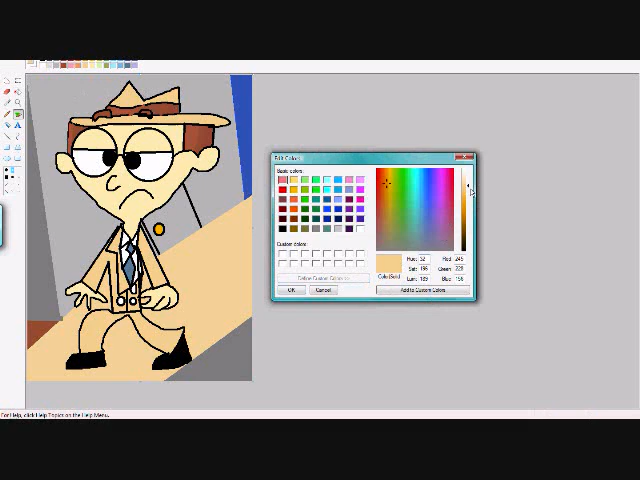 Edit Colors
Basic colors:
Custom colors:
Define Custom Colors >>
OK
Cancel
Color|Solid
Hue:
Sat:
Lum:
Red:
Green:
Blue:
Add to Custom Colors
For Help, click Help Topics on the Help Menu.